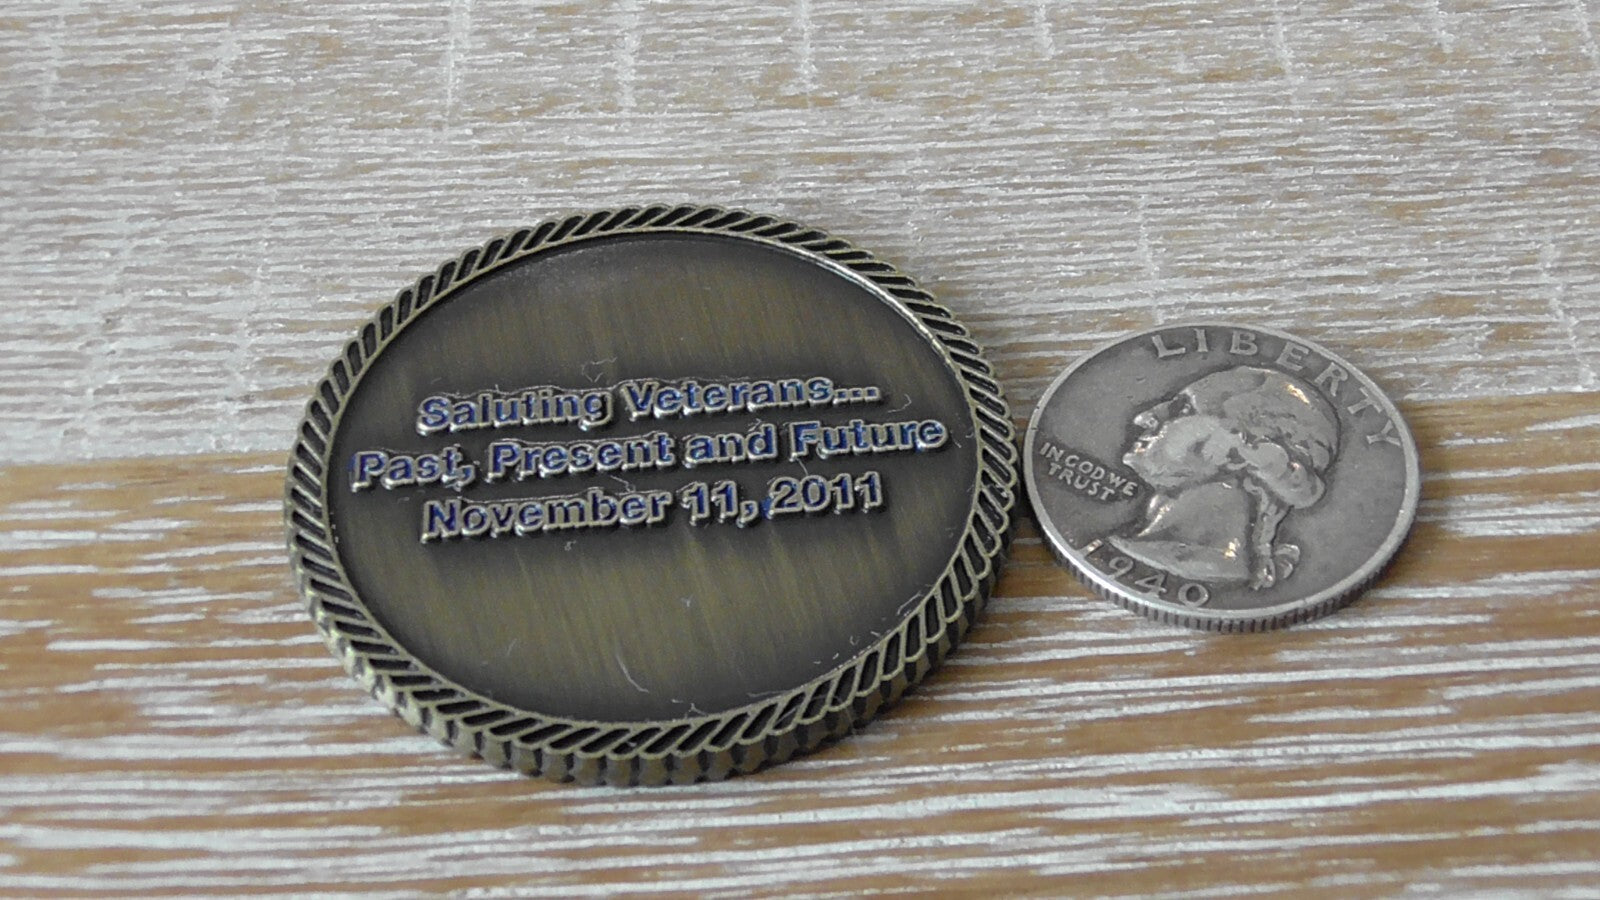 Saluting Veterans...
Past, Present and Future
November 11, 2011
LIBERTY
IN GOD WE
TRUST
1940